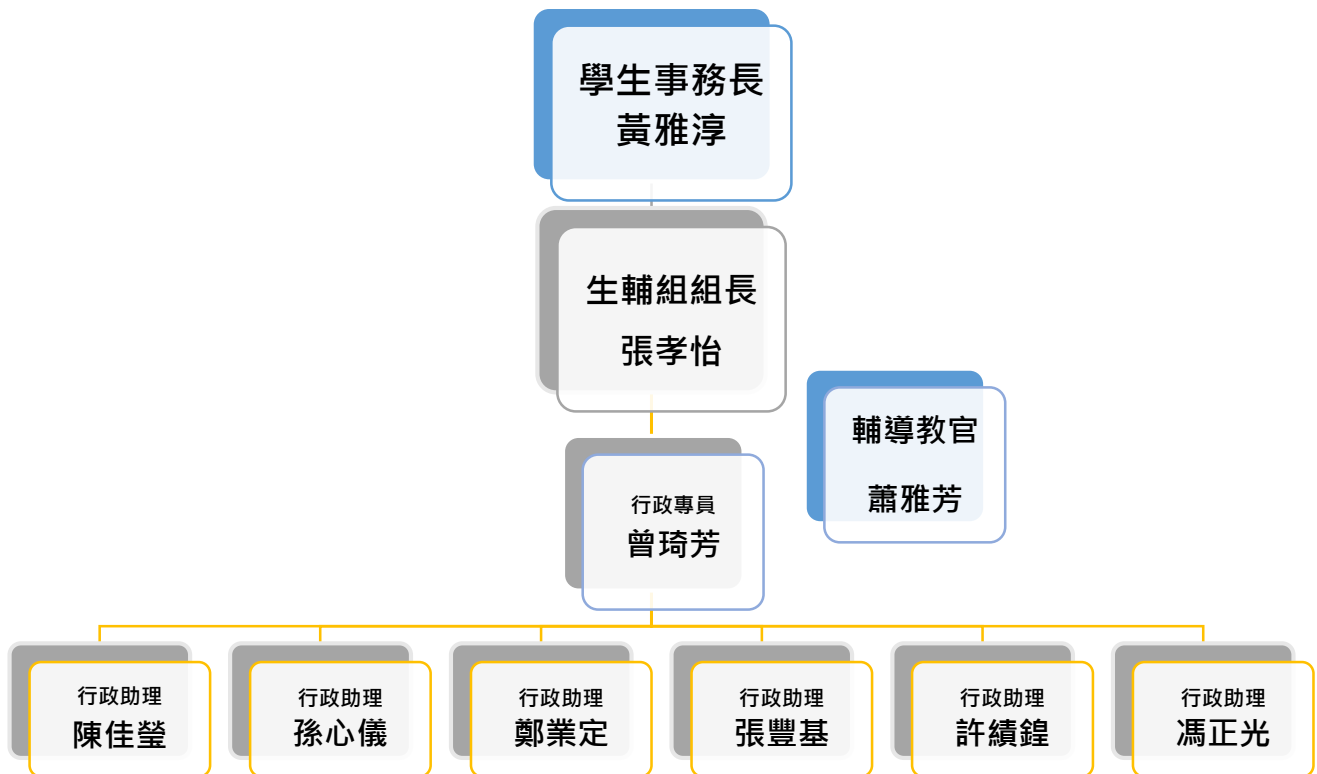 學生事務長
黃雅淳
生輔組組長
張孝怡
輔導教官
蕭雅芳
行政專員
曾琦芳
行政助理
陳佳瑩
行政助理
孫心儀
行政助理
鄭業定
行政助理
張豐基
行政助理
許續鍠
行政助理
馮正光